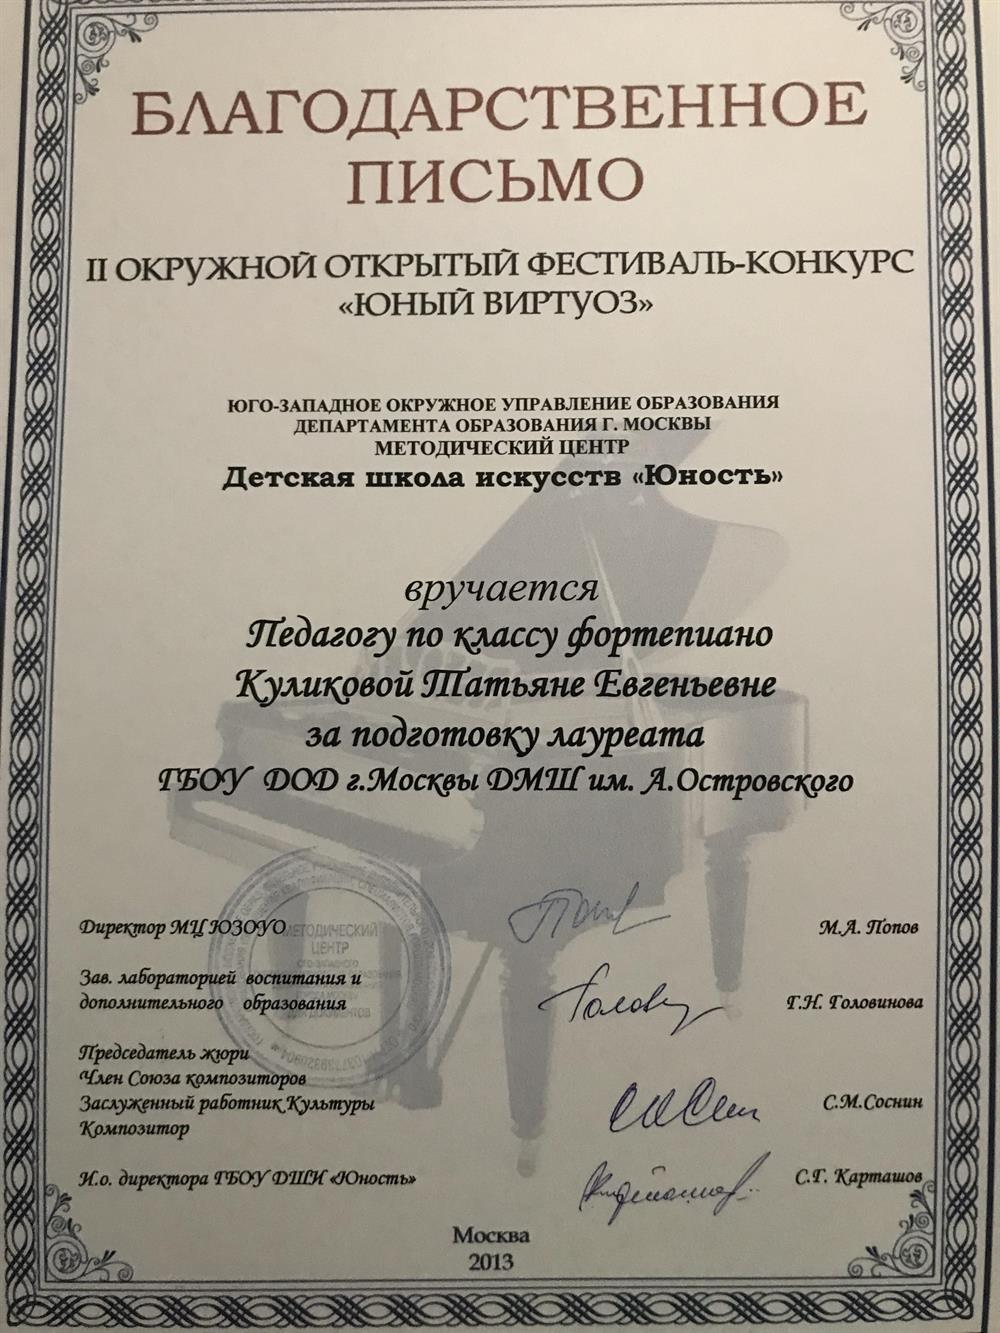 БЛАГОДАРСТВЕННОЕ
ПИСЬМО
II ОКРУЖНОЙ ОТКРЫТЫЙ ФЕСТИВАЛЬ-КОНКУРС
«ЮНЫЙ ВИРТУОЗ»
ЮГО-ЗАПАДНОЕ ОКРУЖНОЕ УПРАВЛЕНИЕ ОБРАЗОВАНИЯ
ДЕПАРТАМЕНТА ОБРАЗОВАНИЯ Г. МОСКВЫ
МЕТОДИЧЕСКИЙ ЦЕНТР
Детская школа искусств «Юность»
вручается
Педагогу по классу фортепиано
Куликовой Татьяне Евгеньевне
за подготовку лауреата
ГБОУ ДОД г.Москвы ДМШ им. А.Островского
Директор МЦ ЮЗОУО
М.А. Попов
МЕТОДИЧЕСКИЙ
ЦЕНТР
Зав. лабораторией воспитания и
дополнительного образования
Г.Н. Головинова
Председатель жюри
Член Союза композиторов
Заслуженный работник Культуры
Композитор
С.М.Соснин
И.о. директора ГБОУ ДШИ «Юность»
С.Г. Карташов
Москва
2013